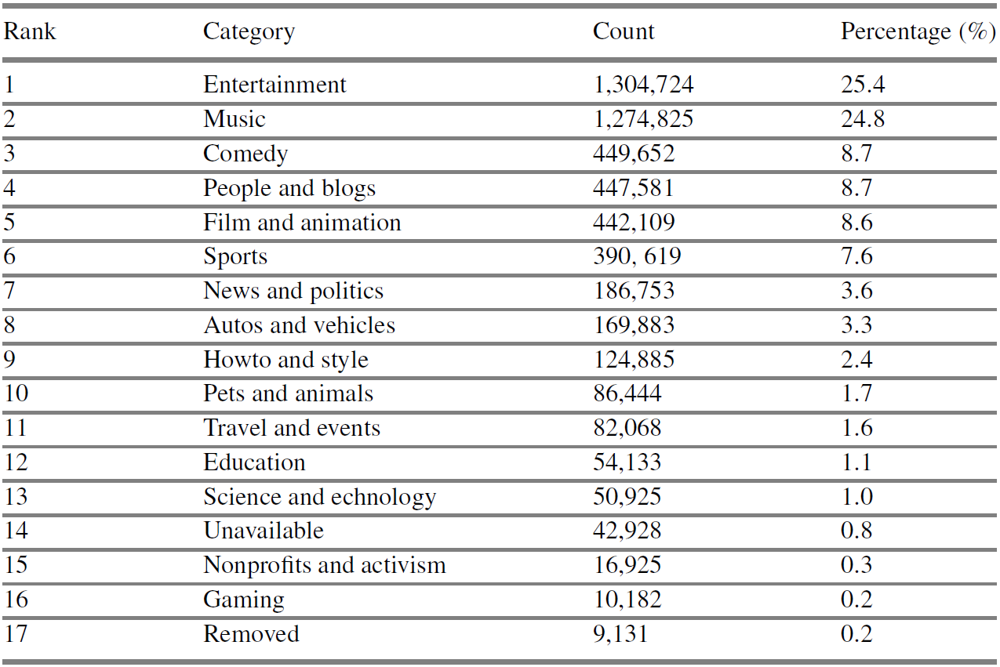 Rank Category Count Percentage (%)
1 Entertainment 1,304,724 25.4
2 Music 1,274,825 24.8
3 Comedy 449,652 8.7
4 People and blogs 447,581 8.7
5 Film and animation 442,109 8.6
6 Sports 390, 619 7.6
7 News and politics 186,753 3.6
8 Autos and vehicles 169,883 3.3
9 Howto and style 124,885 2.4
10 Pets and animals 86,444 1.7
11 Travel and events 82,068 1.6
12 Education 54,133 1.1
13 Science and echnology 50,925 1.0
14 Unavailable 42,928 0.8
15 Nonprofits and activism 16,925 0.3
16 Gaming 10,182 0.2
17 Removed 9,131 0.2